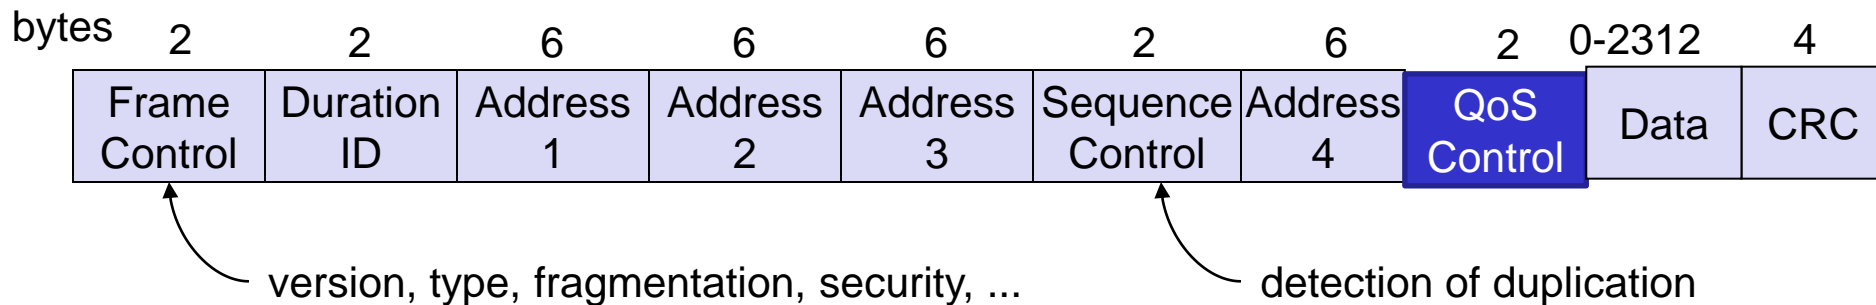 bytes 2 2 6 6 6 2 6 2 0-2312 4
Frame Duration Address Address Address Sequence Address QoS Data CRC
Control ID 1 2 3 Control 4 Control
version, type, fragmentation, security, ... detection of duplication